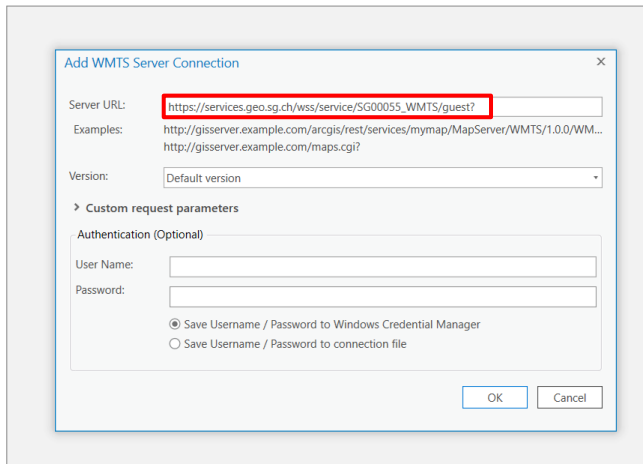 Add WMTS Server Connection
Server URL: https://services.geo.sg.ch/wss/service/SG00055_WMTS/guest?
Examples: http://gisserver.example.com/arcgis/rest/services/mymap/MapServer/WMTS/1.0.0/WM...
http://gisserver.example.com/maps.cgi?
Version: Default version
Custom request parameters
Authentication (Optional)
User Name:
Password:
Save Username / Password to Windows Credential Manager
Save Username / Password to connection file
OK Cancel